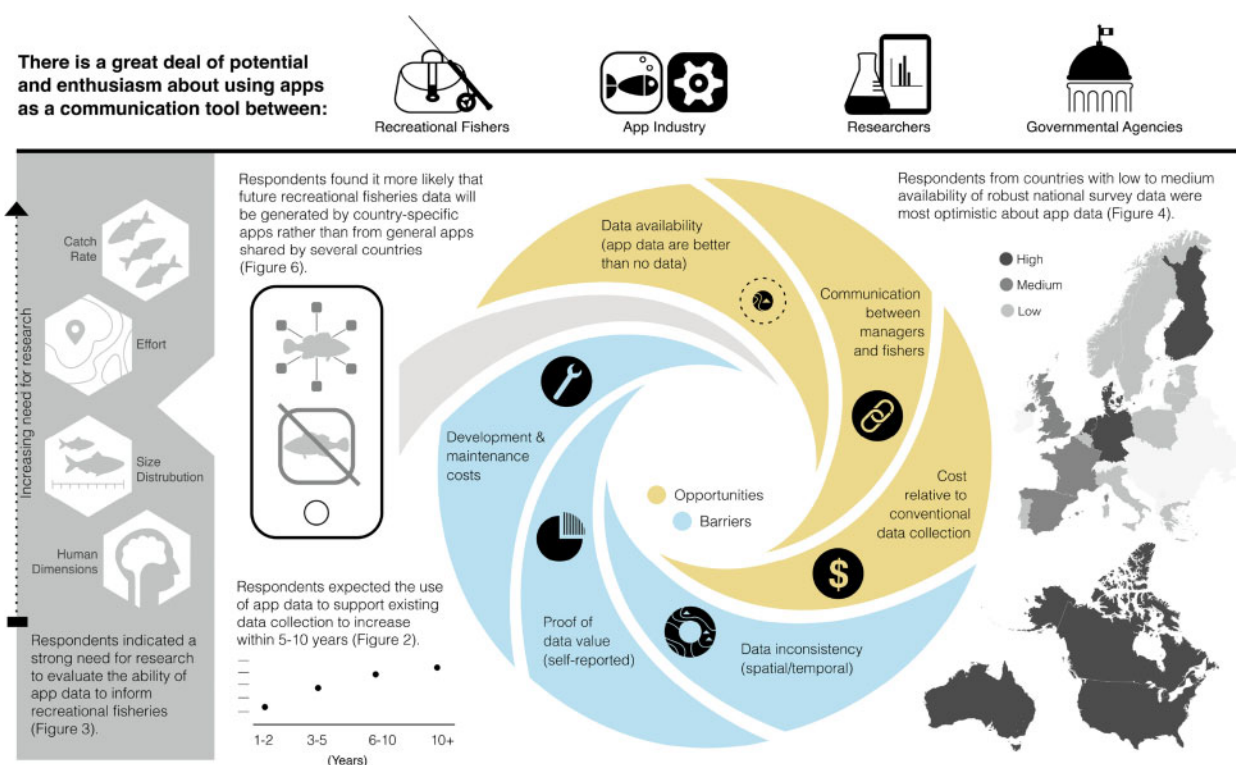 There is a great deal of potential
and enthusiasm about using apps
as a communication tool between:
Recreational Fishers
App Industry
Researchers
Governmental Agencies
Increasing need for research
Catch
Rate
Effort
Size
Distrubution
Human
Dimensions
Respondents indicated a
strong need for research
to evaluate the ability of
app data to inform
recreational fisheries
(Figure 3).
Respondents found it more likely that
future recreational fisheries data will
be generated by country-specific
apps rather than from general apps
shared by several countries
(Figure 6).
Respondents expected the use
of app data to support existing
data collection to increase
within 5-10 years (Figure 2).
1-2 3-5 6-10 10+
(Years)
Data availability
(app data are better
than no data)
Communication
between
managers
and fishers
Cost
relative to
conventional
data collection
$
Development &
maintenance
costs
Proof of
data value
(self-reported)
Data inconsistency
(spatial/temporal)
Opportunities
Barriers
Respondents from countries with low to medium
availability of robust national survey data were
most optimistic about app data (Figure 4).
High
Medium
Low